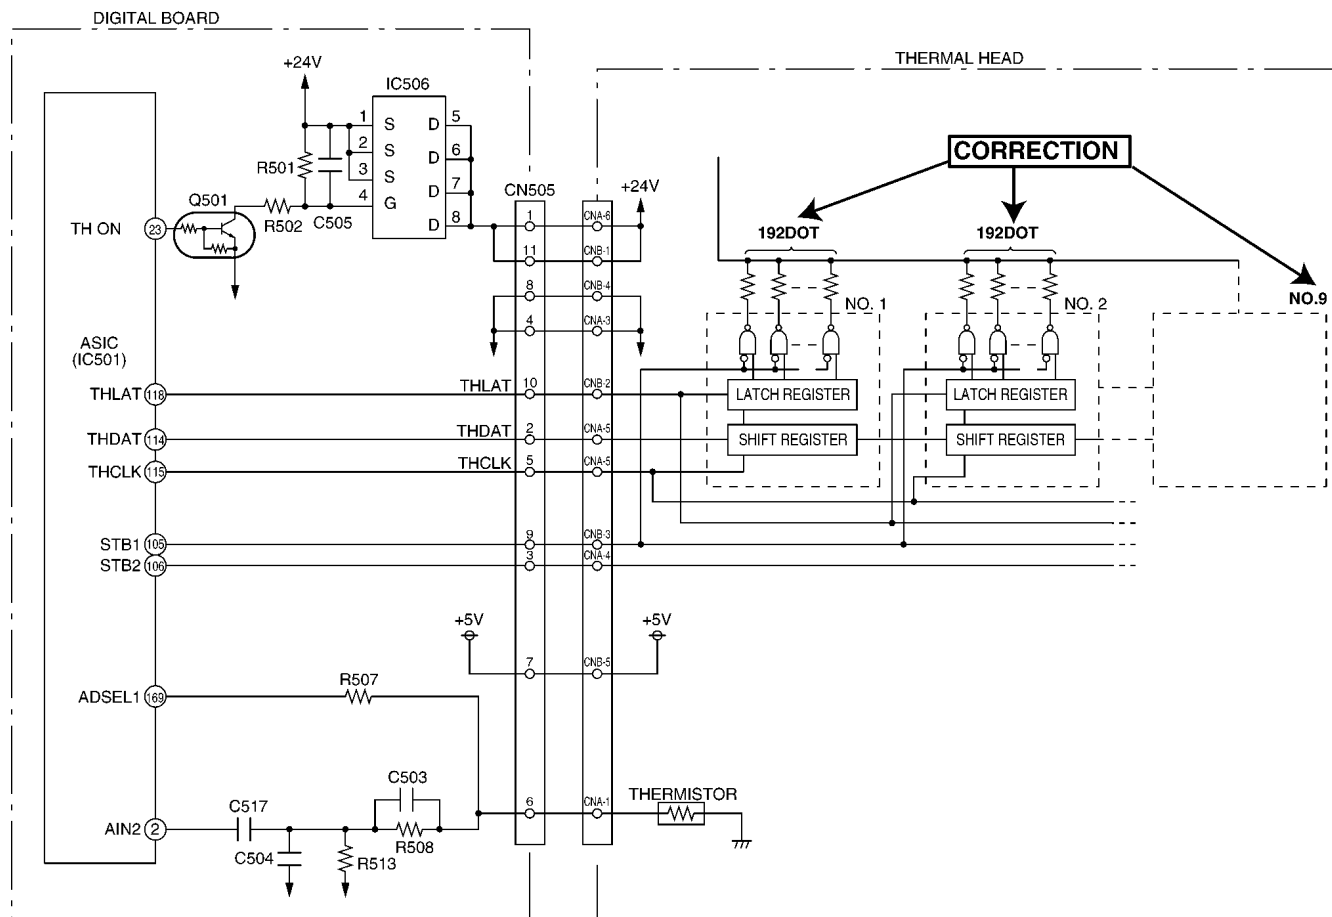 DIGITAL BOARD
THERMAL HEAD
+24V
IC506
1 S D 5
2 S D 6
3 S D 7
4 G D 8
R501
C505
Q501
R502
CN505
+24V
CORRECTION
192DOT
192DOT
NO. 1
NO. 2
NO.9
TH ON 23
1 CNA-6
11 CNB-1
8 CNB-4
4 CNA-3
ASIC
(IC501)
THLAT 118 THLAT 10 CNB-2
LATCH REGISTER
LATCH REGISTER
THDAT 114 THDAT 2 CNA-5
SHIFT REGISTER
SHIFT REGISTER
THCLK 115 THCLK 5 CNA-5
STB1 105 9 CNB-3
STB2 106 3 CNA-4
+5V
+5V
7 CNB-5
ADSEL1 169
R507
C503
6 CNA-1
THERMISTOR
AIN2 2
C517
C504
R513
R508